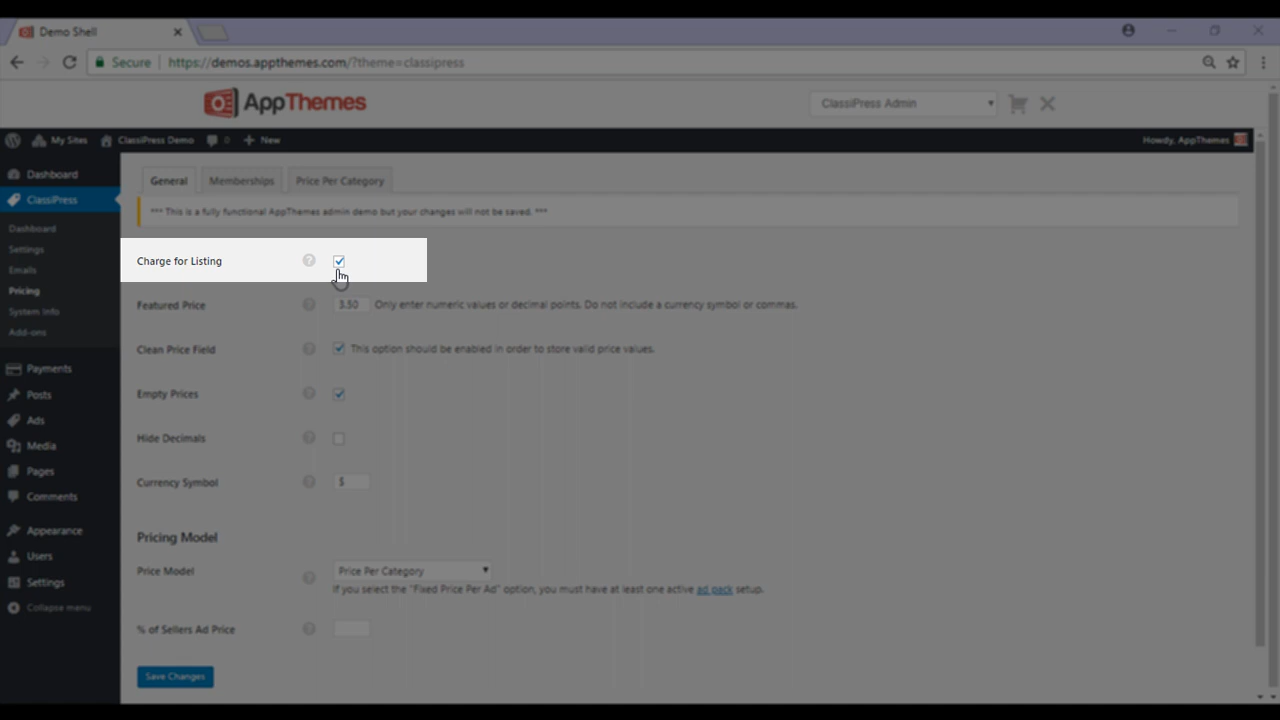 Demo Shell
Secure https://demos.appthemes.com/?theme=classipress
AppThemes
ClassiPress Admin
My Sites ClassiPress Demo 0 New Howdy, AppThemes
Dashboard
ClassiPress
Dashboard
Settings
Emails
Pricing
System Info
Add-ons
Payments
Posts
Ads
Media
Pages
Comments
Appearance
Users
Settings
Collapse menu
General Memberships Price Per Category
*** This is a fully functional AppThemes admin demo but your changes will not be saved. ***
Charge for Listing ?
Featured Price ? 3.50 Only enter numeric values or decimal points. Do not include a currency symbol or commas.
Clean Price Field ? This option should be enabled in order to store valid price values.
Empty Prices ?
Hide Decimals ?
Currency Symbol ? $
Pricing Model
Price Model ? Price Per Category
If you select the "Fixed Price Per Ad" option, you must have at least one active ad pack setup.
% of Sellers Ad Price ?
Save Changes